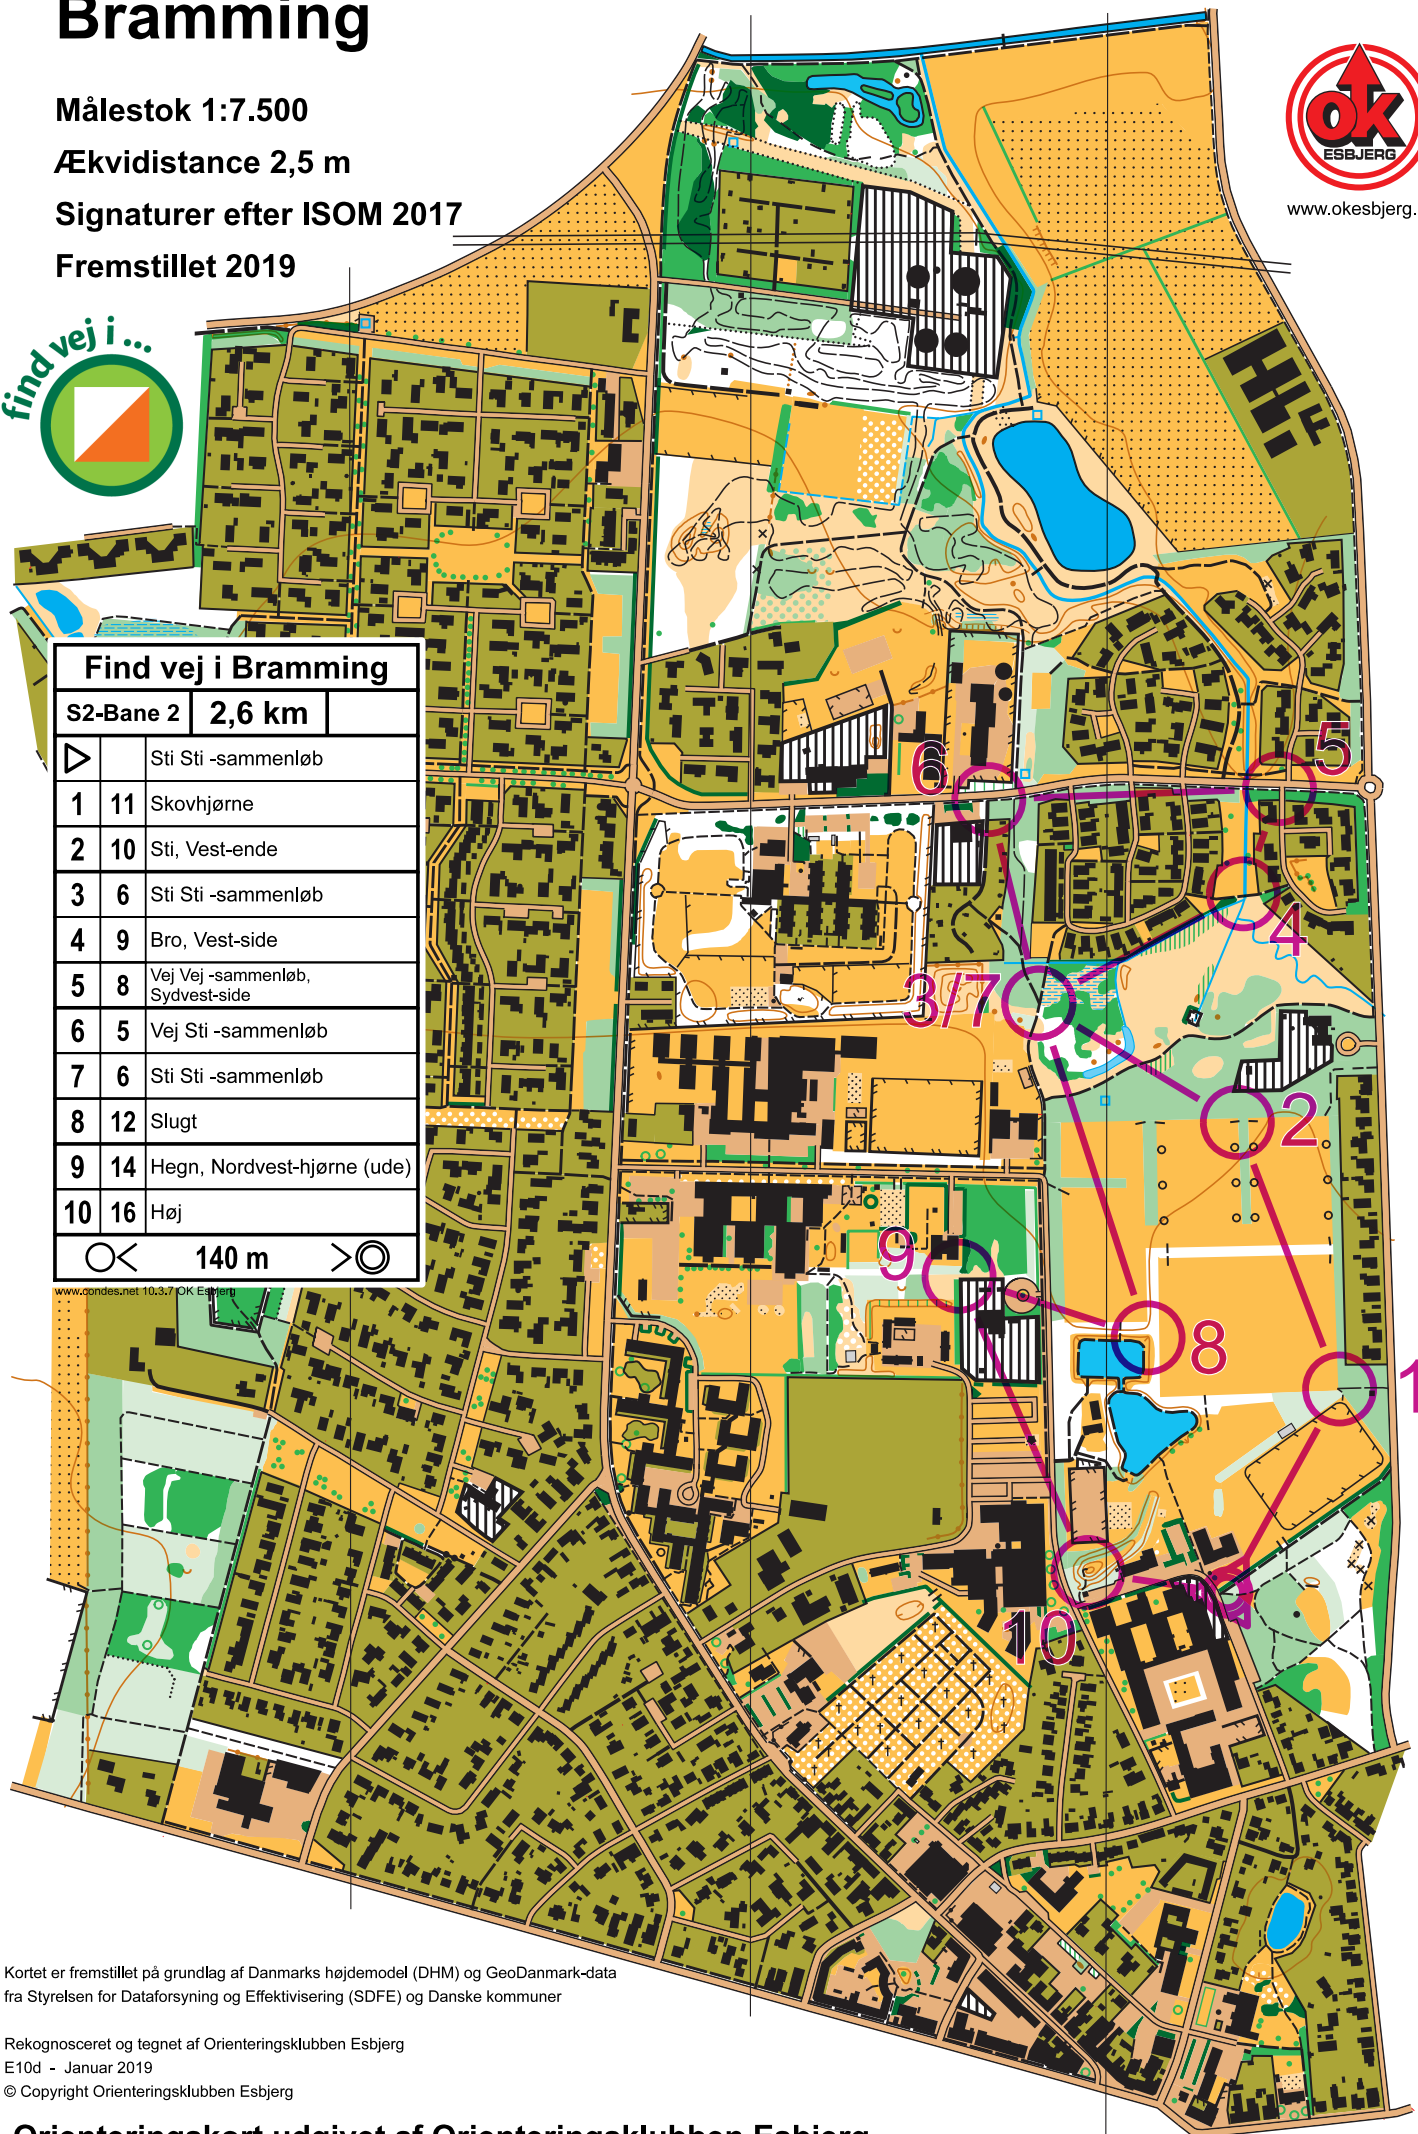 Bramming
Målestok 1:7.500
Ækvidistance 2,5 m
Signaturer efter ISOM 2017
Fremstillet 2019
ok
ESBJERG
www.okesbjerg.
find vej i ...
Find vej i Bramming
S2-Bane 2 2,6 km
Sti Sti -sammenløb
1 11 Skovhjørne
2 10 Sti, Vest-ende
3 6 Sti Sti -sammenløb
4 9 Bro, Vest-side
5 8 Vej Vej -sammenløb,
Sydvest-side
6 5 Vej Sti -sammenløb
7 6 Sti Sti -sammenløb
8 12 Slugt
9 14 Hegn, Nordvest-hjørne (ude)
10 16 Høj
140 m
www.condes.net 10.3.7 OK Esbjerg
5
6
4
3/7
2
9
8
1
10
Kortet er fremstillet på grundlag af Danmarks højdemodel (DHM) og GeoDanmark-data
fra Styrelsen for Dataforsyning og Effektivisering (SDFE) og Danske kommuner
Rekognosceret og tegnet af Orienteringsklubben Esbjerg
E10d - Januar 2019
© Copyright Orienteringsklubben Esbjerg
Orienteringskort udgivet af Orienteringsklubben Esbjerg